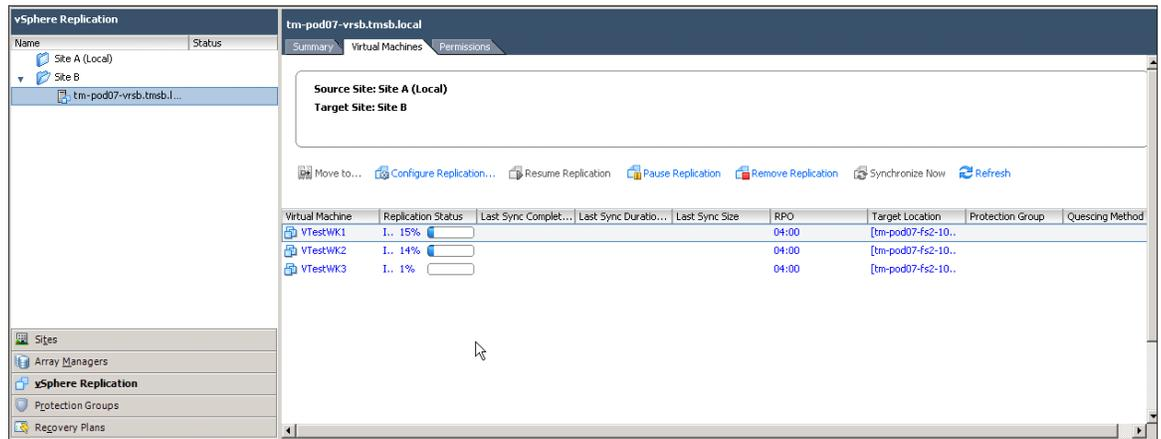 vSphere Replication
Name Status
Site A (Local)
Site B
tm-pod07-vrsb.tmsb.l...
Sites
Array Managers
vSphere Replication
Protection Groups
Recovery Plans
tm-pod07-vrsb.tmsb.local
Summary Virtual Machines Permissions
Source Site: Site A (Local)
Target Site: Site B
Move to... Configure Replication... Resume Replication Pause Replication Remove Replication Synchronize Now Refresh
Virtual Machine Replication Status Last Sync Complet... Last Sync Duratio... Last Sync Size RPO Target Location Protection Group Quescing Method
VTestWK1 I.. 15% 04:00 [tm-pod07-fs2-10..
VTestWK2 I.. 14% 04:00 [tm-pod07-fs2-10..
VTestWK3 I.. 1% 04:00 [tm-pod07-fs2-10..